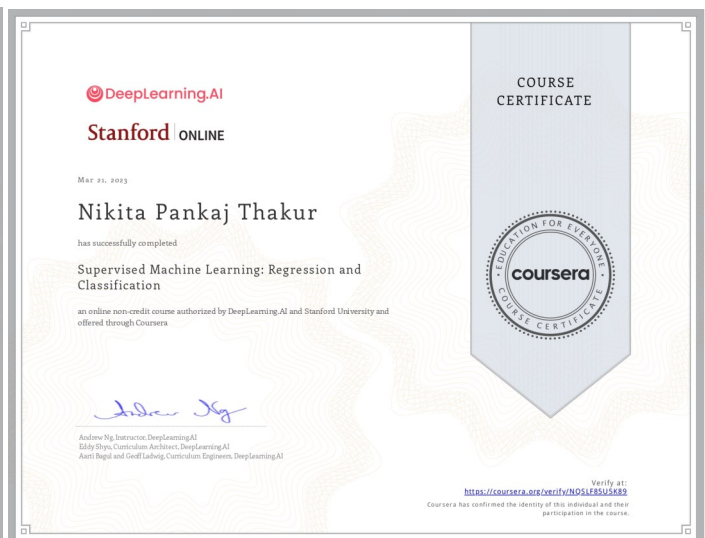 DeepLearning.AI
Stanford ONLINE
Mar 21, 2023
Nikita Pankaj Thakur
has successfully completed
Supervised Machine Learning: Regression and
Classification
an online non-credit course authorized by DeepLearning.AI and Stanford University and
offered through Coursera
Andrew Ng
Andrew Ng, Instructor, DeepLearning.AI
Eddy Shyu, Curriculum Architect, DeepLearning.AI
Aarti Bagul and Geoff Ladwig, Curriculum Engineers, DeepLearning.AI
COURSE
CERTIFICATE
EDUCATION FOR EVERYONE
coursera
COURSE CERTIFICATE
Verify at:
https://coursera.org/verify/NQSLF85U5K89
Coursera has confirmed the identity of this individual and their
participation in the course.